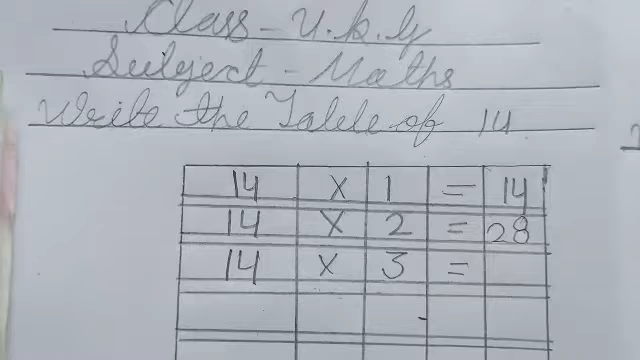 Class - U.k.G
Subject - Maths
Write the Table of 14
14 X 1 = 14
14 X 2 = 28
14 X 3 =